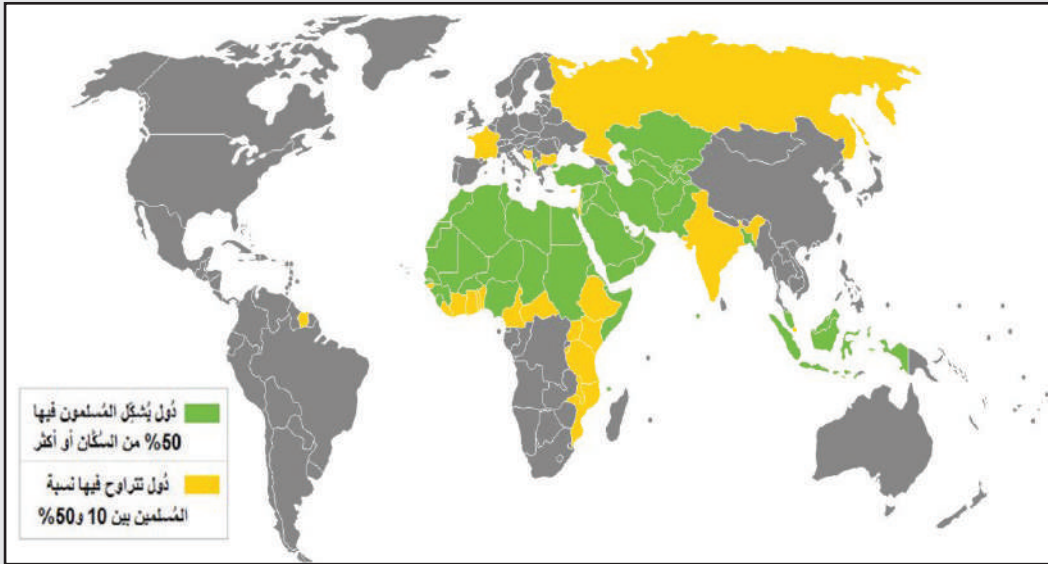 دُول يُشكِّل المُسلمون فيها
50% من السُكَّان أو أكثر
دُول تتراوح فيها نسبة
المُسلمين بين 10 و50%